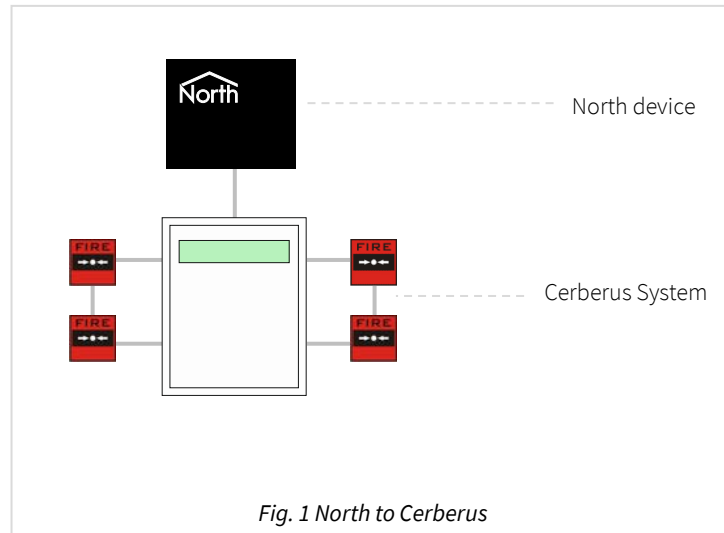 North
North device
FIRE
FIRE
Cerberus System
FIRE
FIRE
Fig. 1 North to Cerberus